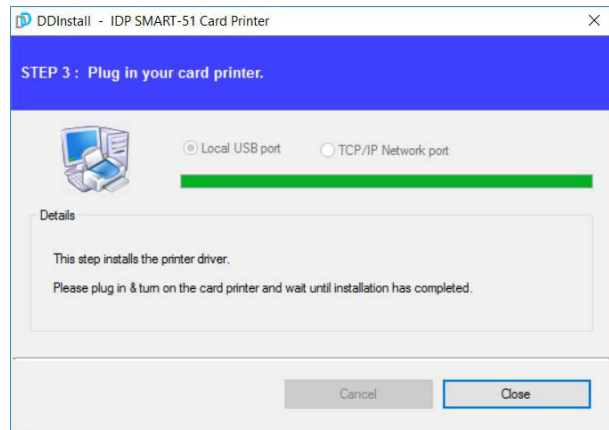 DDInstall - IDP SMART-51 Card Printer
STEP 3 : Plug in your card printer.
Local USB port
TCP/IP Network port
Details
This step installs the printer driver.
Please plug in & turn on the card printer and wait until installation has completed.
Cancel
Close